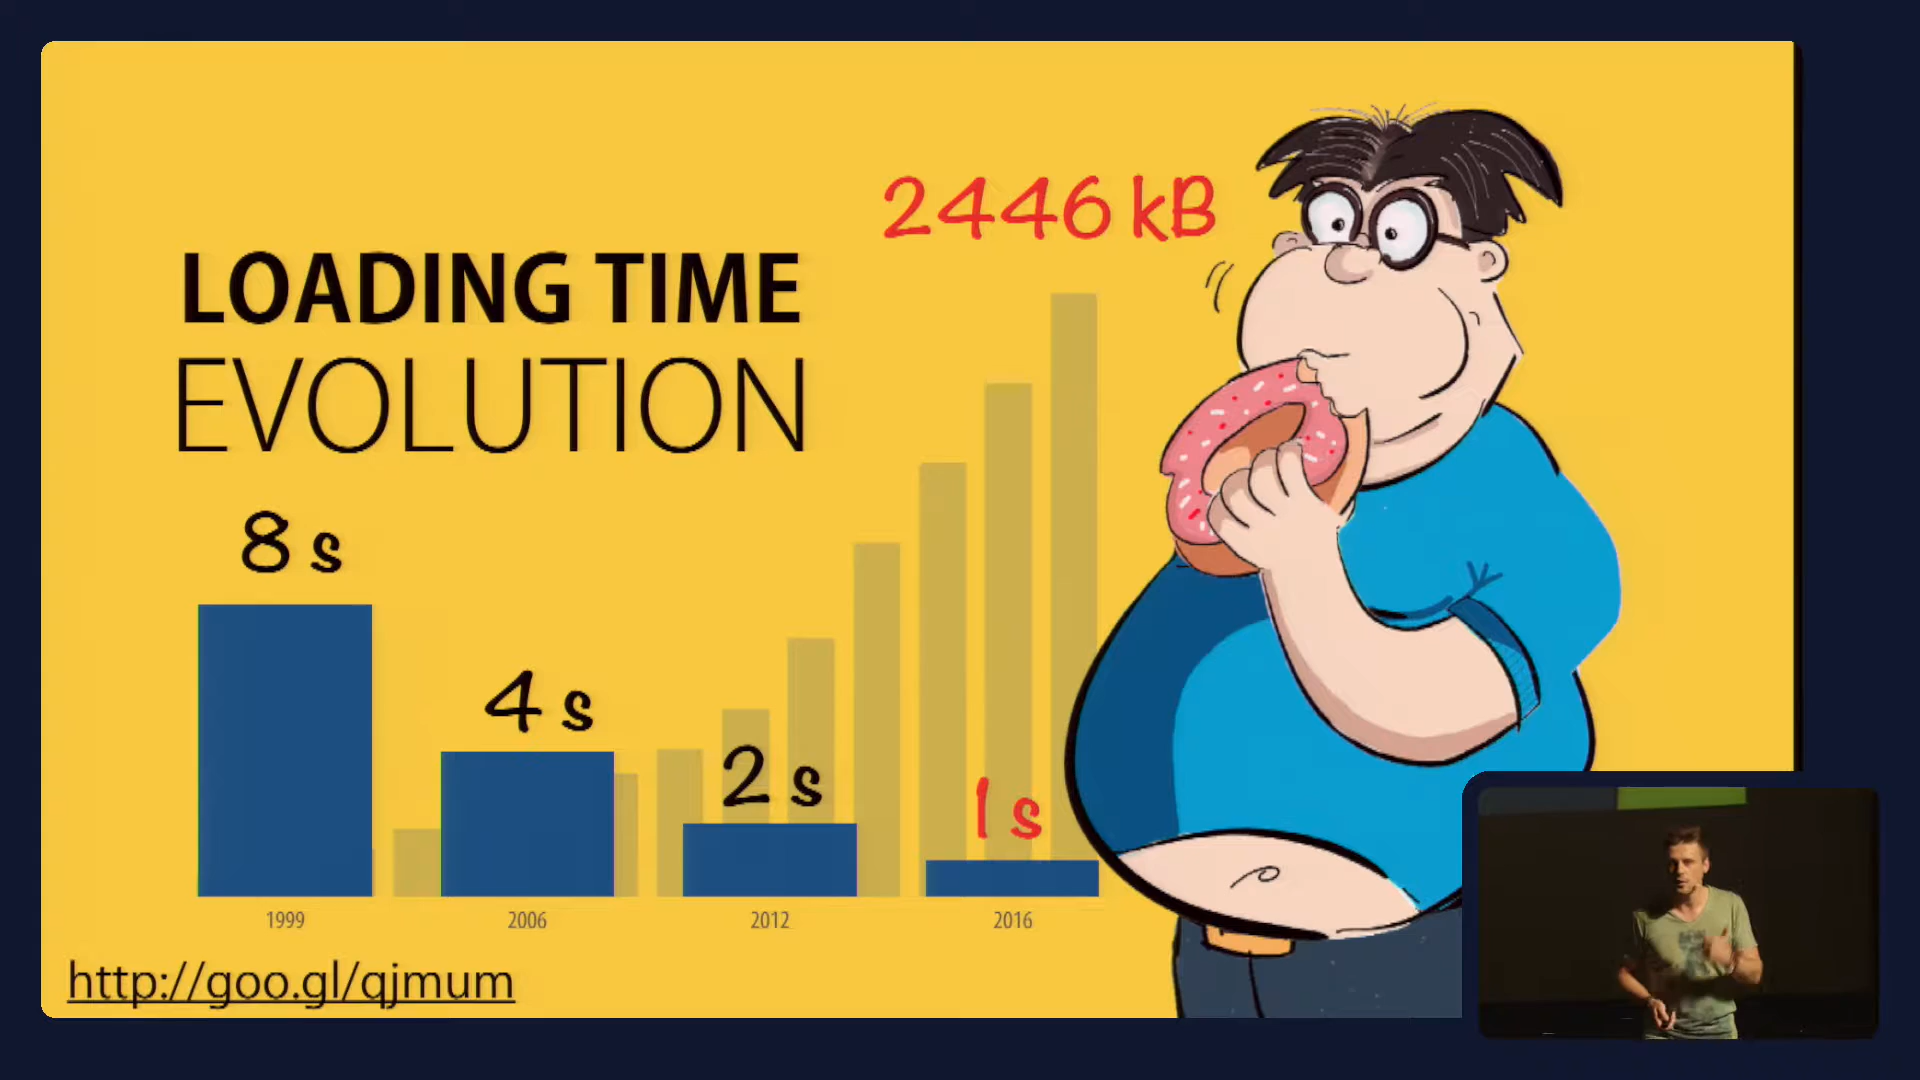 2446 kB
LOADING TIME
EVOLUTION
8 s
4 s
2 s
1 s
1999 2006 2012 2016
http://goo.gl/qjmum